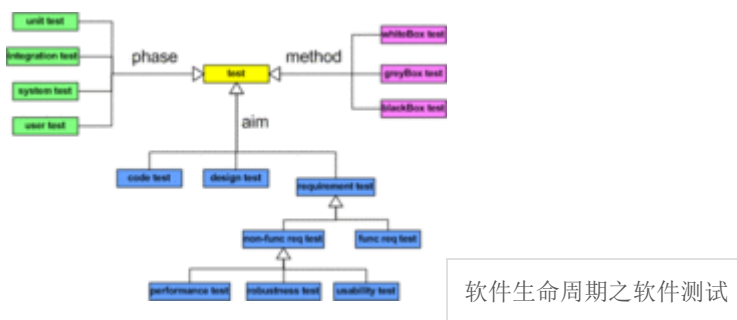 unit test
integration test
system test
user test
phase
test
method
whiteBox test
greyBox test
blackBox test
aim
code test
design test
requirement test
non-func req test
func req test
performance test
robustness test
usability test
软件生命周期之软件测试